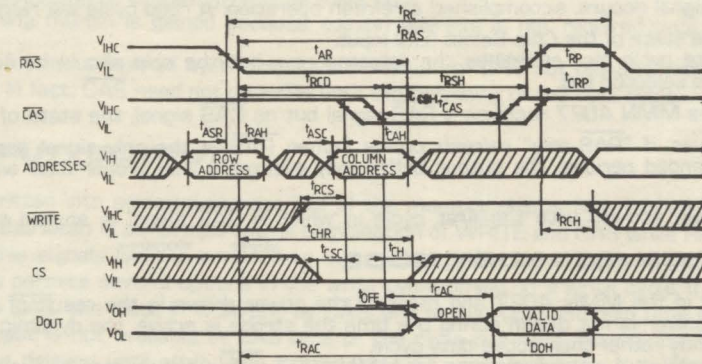 tRC
tRAS
VIHC
RAS
VIL
tAR
tRP
tRCD
tRSH
tCRP
CAS
VIHC
VIL
tCAS
tASR
tRAH
tASC
tCAH
ADDRESSES
VIH
VIL
ROW ADDRESS
COLUMN ADDRESS
tRCS
WRITE
VIHC
VIL
tRCH
tCHR
CS
VIH
VIL
tCSC
tCH
tCAC
tOFF
DOUT
VOH
VOL
OPEN
VALID DATA
tRAC
tDOH